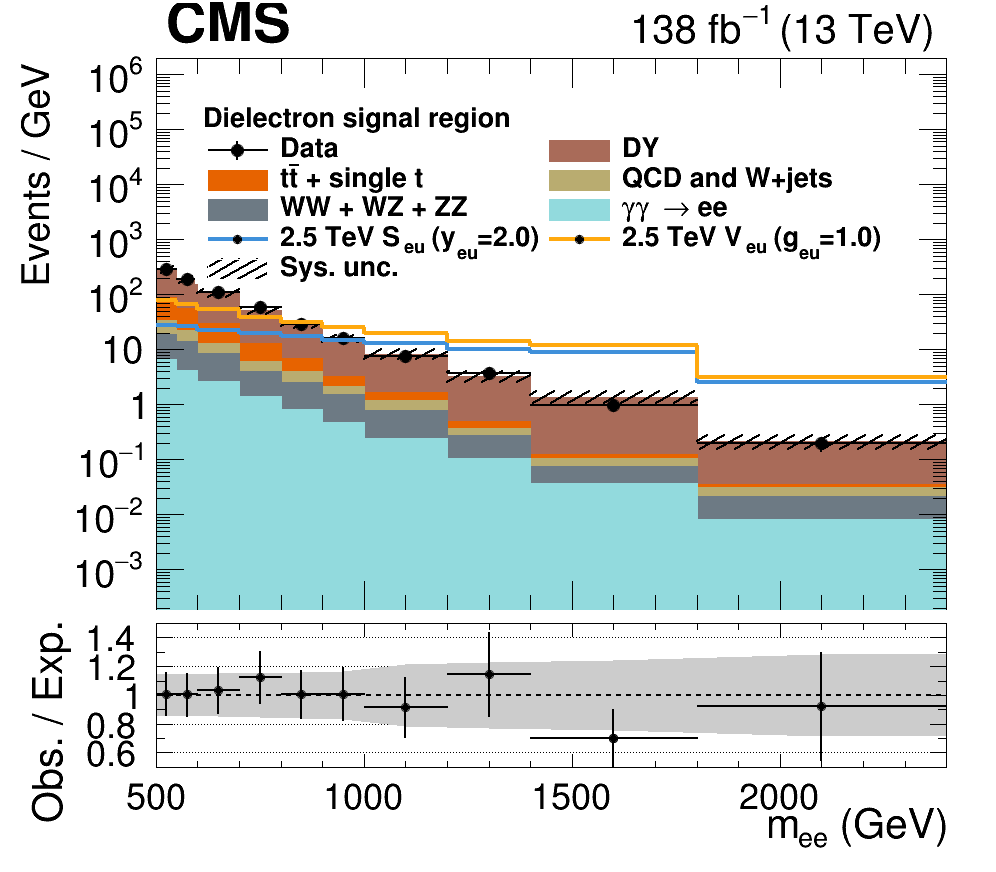 CMS 138 fb⁻¹ (13 TeV)
Events / GeV
10⁶
10⁵
10⁴
10³
10²
10
1
10⁻¹
10⁻²
10⁻³
Dielectron signal region
Data DY
tt̄ + single t QCD and W+jets
WW + WZ + ZZ γγ → ee
2.5 TeV S_eu (y_eu=2.0) 2.5 TeV V_eu (g_eu=1.0)
Sys. unc.
Obs. / Exp.
1.4
1.2
1
0.8
0.6
500 1000 1500 2000
m_ee (GeV)